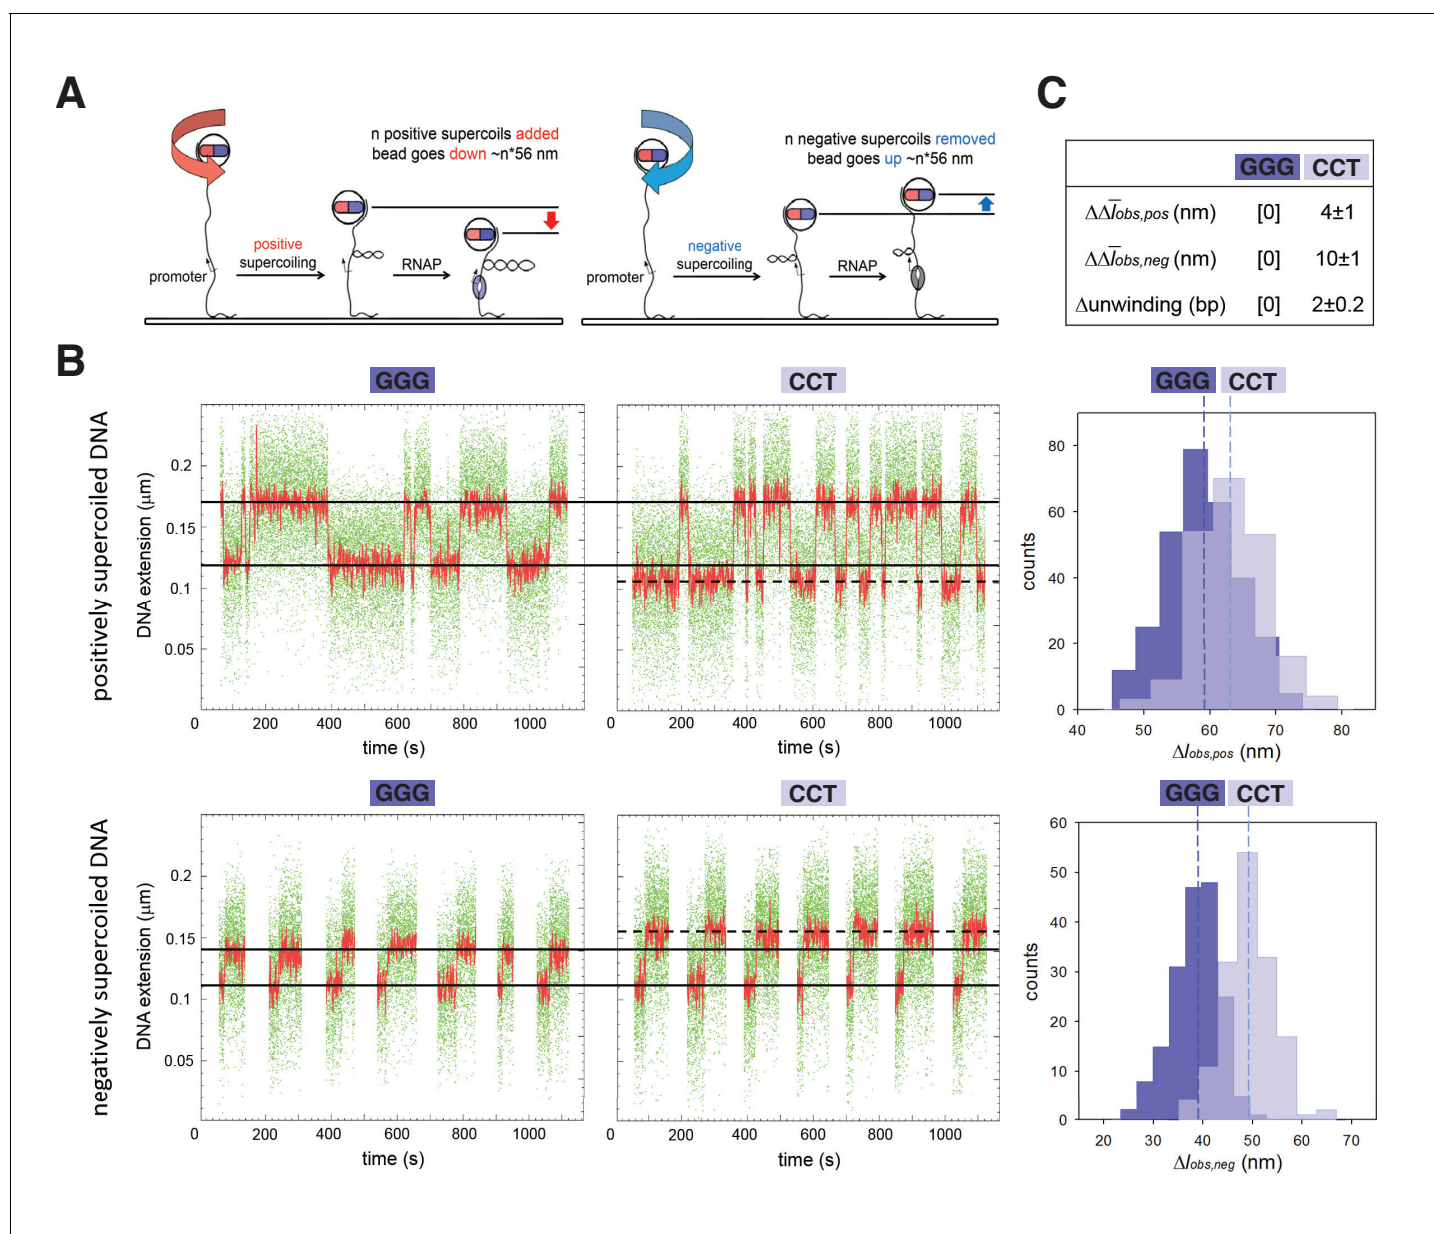 A
n positive supercoils added
bead goes down ~n*56 nm
promoter
positive
supercoiling
RNAP
n negative supercoils removed
bead goes up ~n*56 nm
promoter
negative
supercoiling
RNAP
C
GGG CCT
ΔΔl̅obs,pos (nm) [0] 4±1
ΔΔl̅obs,neg (nm) [0] 10±1
Δunwinding (bp) [0] 2±0.2
B
positively supercoiled DNA
GGG
DNA extension (μm)
0.2
0.15
0.1
0.05
0 200 400 600 800 1000
time (s)
CCT
0 200 400 600 800 1000
time (s)
GGG CCT
counts
80
60
40
20
0
40 50 60 70 80
Δlobs,pos (nm)
negatively supercoiled DNA
GGG
DNA extension (μm)
0.2
0.15
0.1
0.05
0 200 400 600 800 1000
time (s)
CCT
0 200 400 600 800 1000
time (s)
GGG CCT
counts
60
50
40
30
20
10
0
20 30 40 50 60 70
Δlobs,neg (nm)